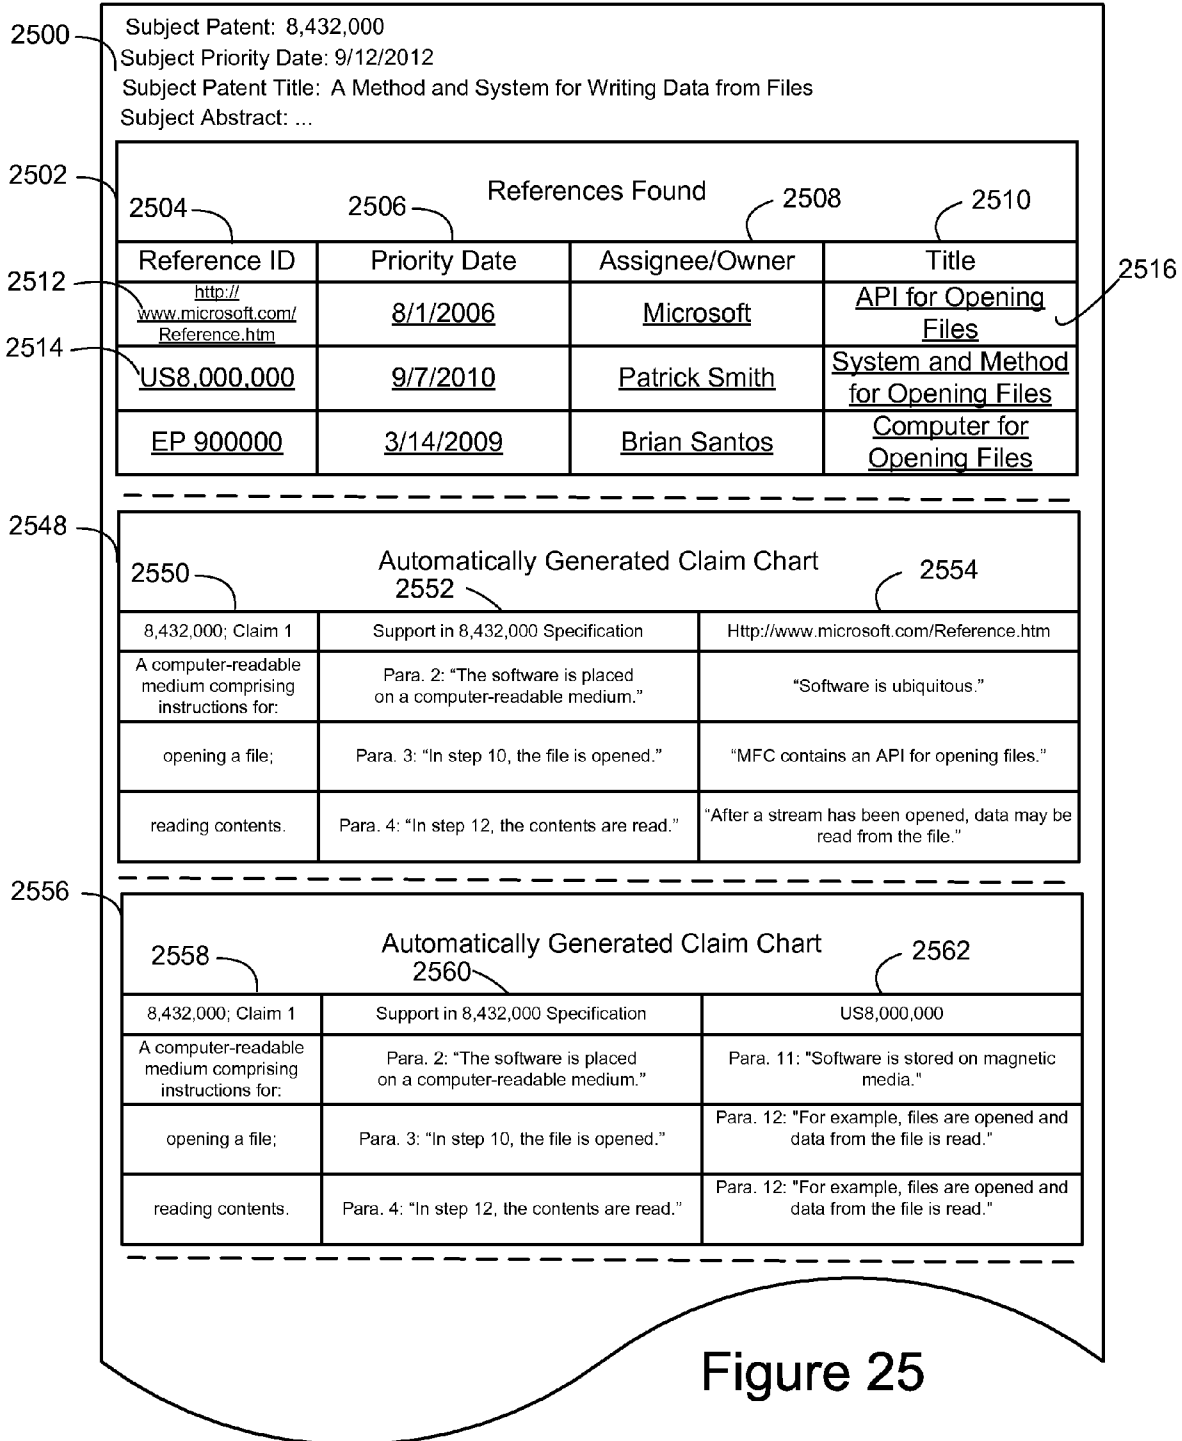 Subject Patent: 8,432,000
2500
Subject Priority Date: 9/12/2012
Subject Patent Title: A Method and System for Writing Data from Files
Subject Abstract: ...
2502
References Found
2504
2506
2508
2510
Reference ID
Priority Date
Assignee/Owner
Title
2516
2512
http://
www.microsoft.com/
Reference.htm
8/1/2006
Microsoft
API for Opening
Files
2514
US8,000,000
9/7/2010
Patrick Smith
System and Method
for Opening Files
EP 900000
3/14/2009
Brian Santos
Computer for
Opening Files
2548
Automatically Generated Claim Chart
2550
2552
2554
8,432,000; Claim 1
Support in 8,432,000 Specification
Http://www.microsoft.com/Reference.htm
A computer-readable
medium comprising
instructions for:
Para. 2: “The software is placed
on a computer-readable medium.”
“Software is ubiquitous.”
opening a file;
Para. 3: “In step 10, the file is opened.”
“MFC contains an API for opening files.”
reading contents.
Para. 4: “In step 12, the contents are read.”
“After a stream has been opened, data may be
read from the file.”
2556
Automatically Generated Claim Chart
2558
2560
2562
8,432,000; Claim 1
Support in 8,432,000 Specification
US8,000,000
A computer-readable
medium comprising
instructions for:
Para. 2: “The software is placed
on a computer-readable medium.”
Para. 11: "Software is stored on magnetic
media."
opening a file;
Para. 3: “In step 10, the file is opened.”
Para. 12: "For example, files are opened and
data from the file is read."
reading contents.
Para. 4: “In step 12, the contents are read.”
Para. 12: "For example, files are opened and
data from the file is read."
Figure 25